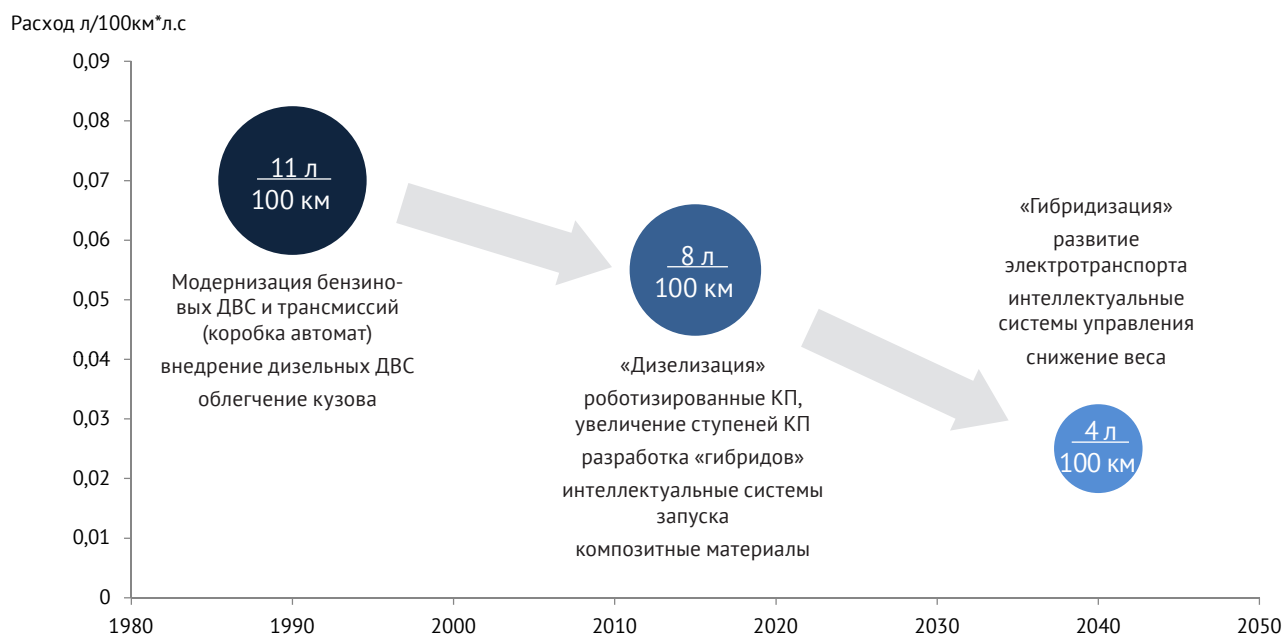 Расход л/100км*л.с
0,09
0,08
0,07
0,06
0,05
0,04
0,03
0,02
0,01
0
1980
1990
2000
2010
2020
2030
2040
2050
11 л
100 км
Модернизация бензино-
вых ДВС и трансмиссий
(коробка автомат)
внедрение дизельных ДВС
облегчение кузова
8 л
100 км
«Дизелизация»
роботизированные КП,
увеличение ступеней КП
разработка «гибридов»
интеллектуальные системы
запуска
композитные материалы
«Гибридизация»
развитие
электротранспорта
интеллектуальные
системы управления
снижение веса
4 л
100 км